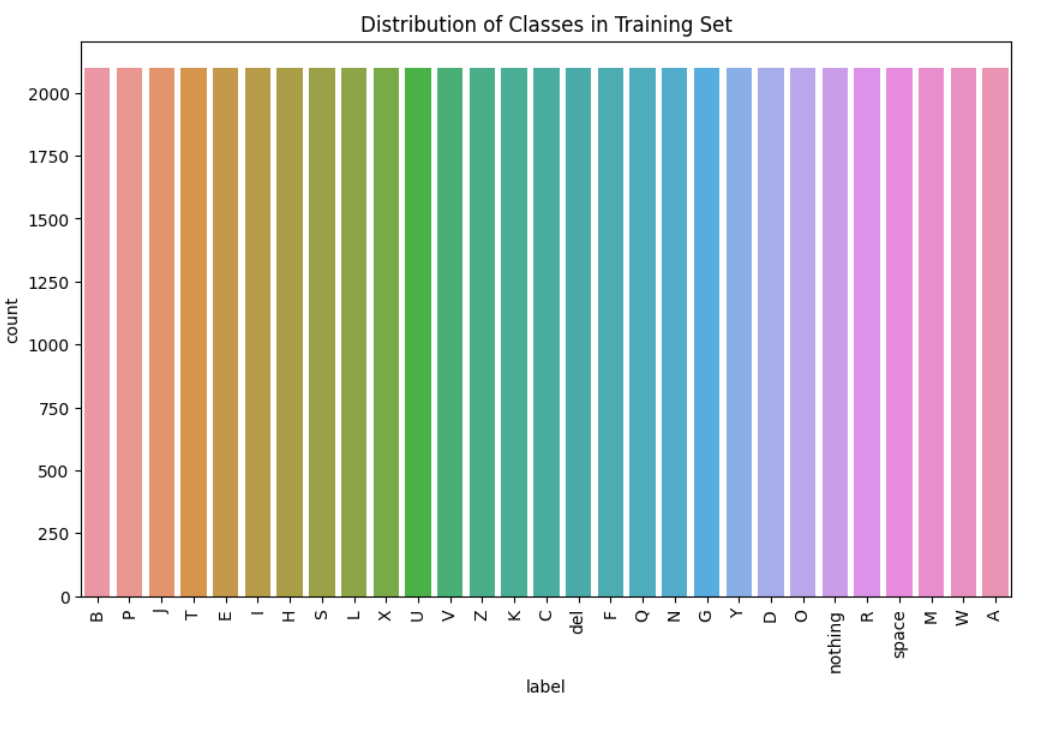 Distribution of Classes in Training Set
count
2000
1750
1500
1250
1000
750
500
250
0
B P J T E I H S L X U V Z K C del F Q N G Y D O nothing R space M W A
label